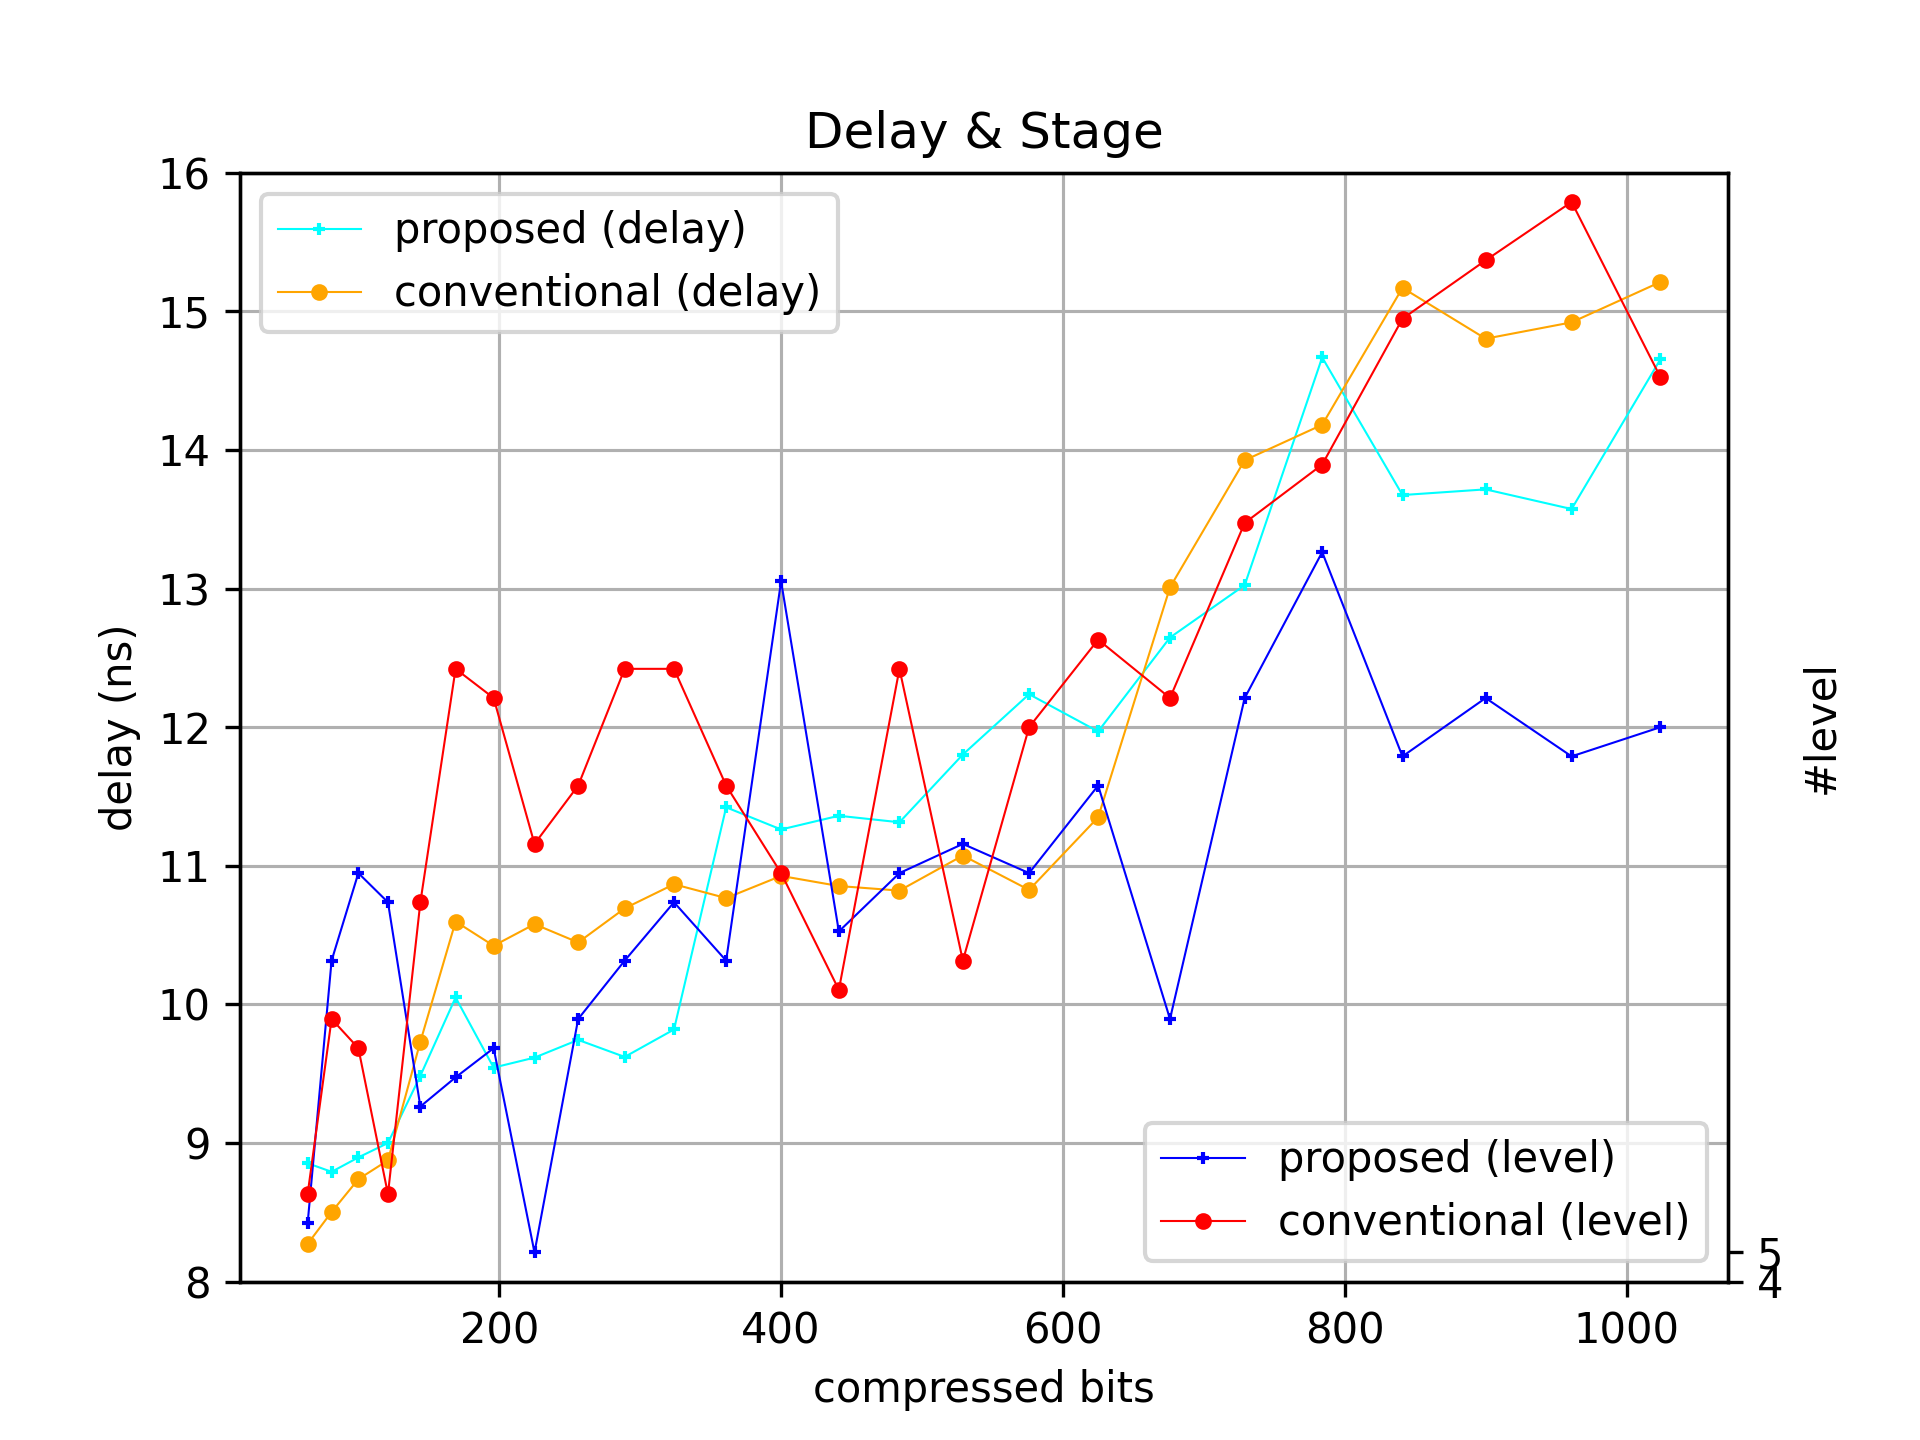 Delay & Stage
16
15
14
13
12
11
10
9
8
delay (ns)
proposed (delay)
conventional (delay)
proposed (level)
conventional (level)
5
4
#level
200 400 600 800 1000
compressed bits